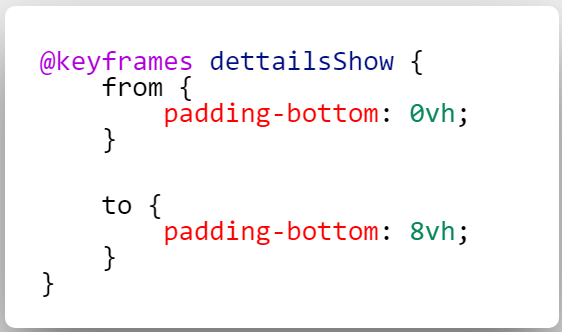 @keyframes dettailsShow {
    from {
        padding-bottom: 0vh;
    }

    to {
        padding-bottom: 8vh;
    }
}